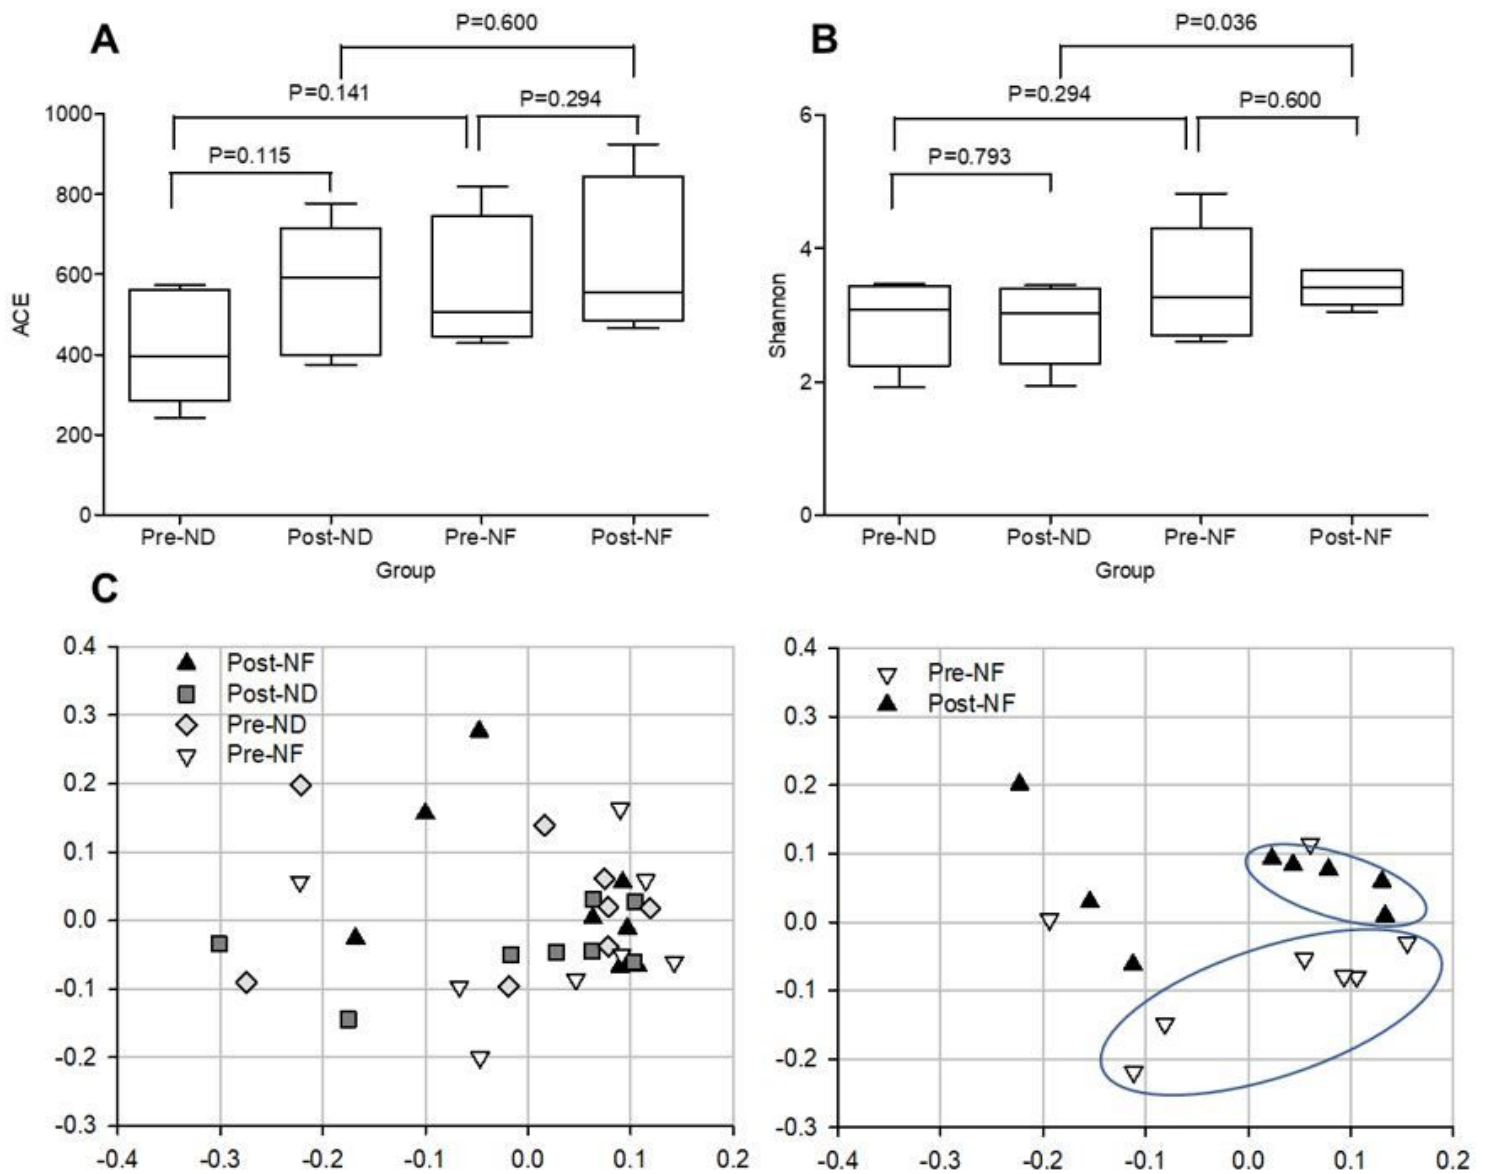 A
P=0.600
P=0.141
P=0.294
P=0.115
1000
800
600
400
200
0
ACE
Pre-ND Post-ND Pre-NF Post-NF
Group
B
P=0.036
P=0.294
P=0.600
P=0.793
6
4
2
0
Shannon
Pre-ND Post-ND Pre-NF Post-NF
Group
C
0.4
0.3
0.2
0.1
0.0
-0.1
-0.2
-0.3
Post-NF
Post-ND
Pre-ND
Pre-NF
-0.4 -0.3 -0.2 -0.1 0.0 0.1 0.2
0.4
0.3
0.2
0.1
0.0
-0.1
-0.2
-0.3
Pre-NF
Post-NF
-0.4 -0.3 -0.2 -0.1 0.0 0.1 0.2